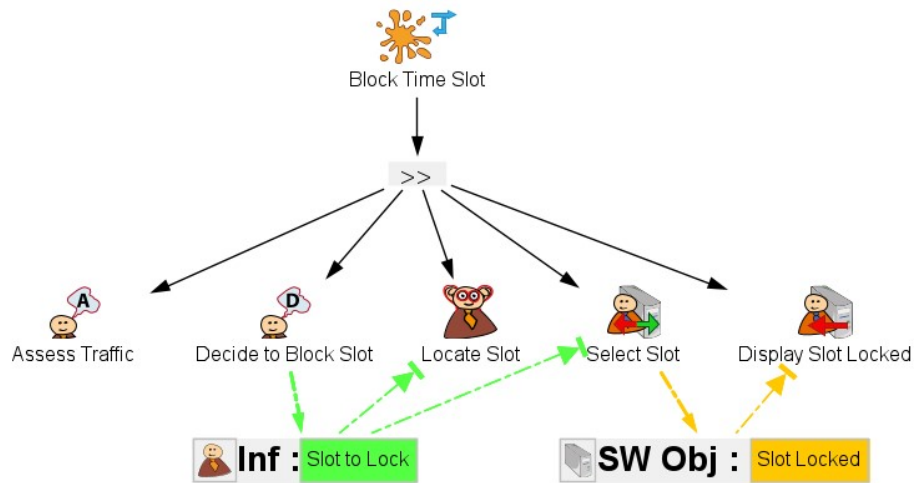 Block Time Slot
>>
A
D
Assess Traffic
Decide to Block Slot
Locate Slot
Select Slot
Display Slot Locked
Inf : Slot to Lock
SW Obj : Slot Locked